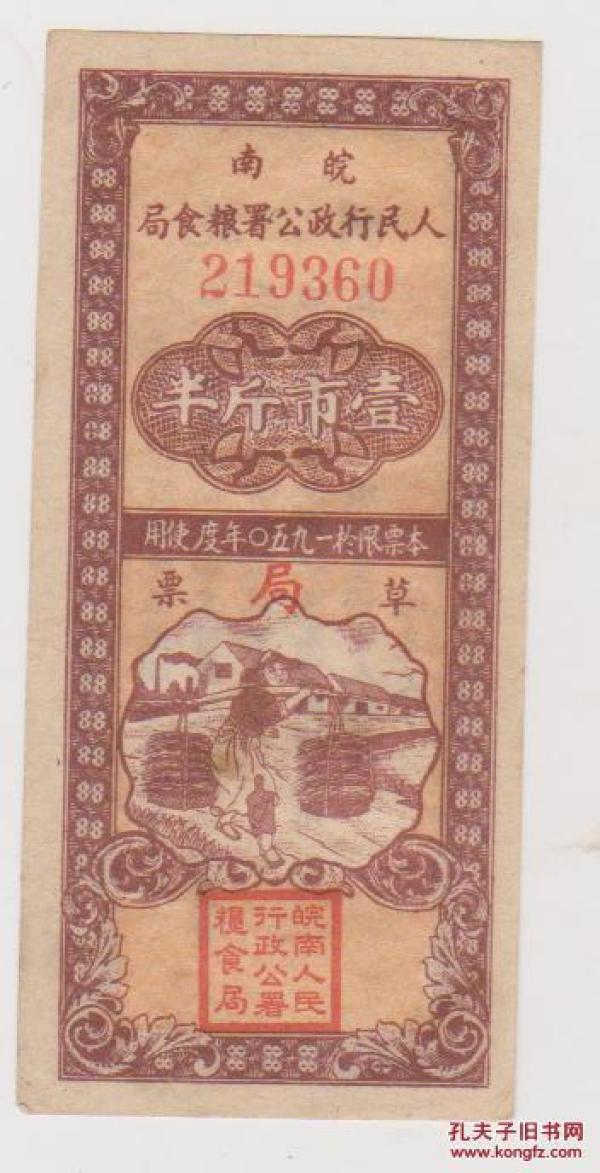 皖南
人民行政公署粮食局
219360
壹市斤半
本票限於一九五〇年度使用
草票
局
皖南人民
行政公署
糧食局
孔夫子旧书网
www.kongfz.com